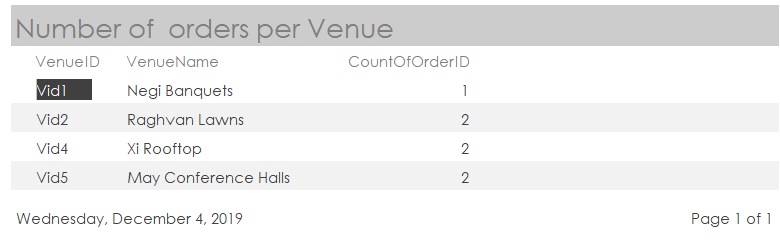 Number of  orders per Venue
VenueID VenueName CountOfOrderID
Vid1 Negi Banquets 1
Vid2 Raghvan Lawns 2
Vid4 Xi Rooftop 2
Vid5 May Conference Halls 2
Wednesday, December 4, 2019 Page 1 of 1